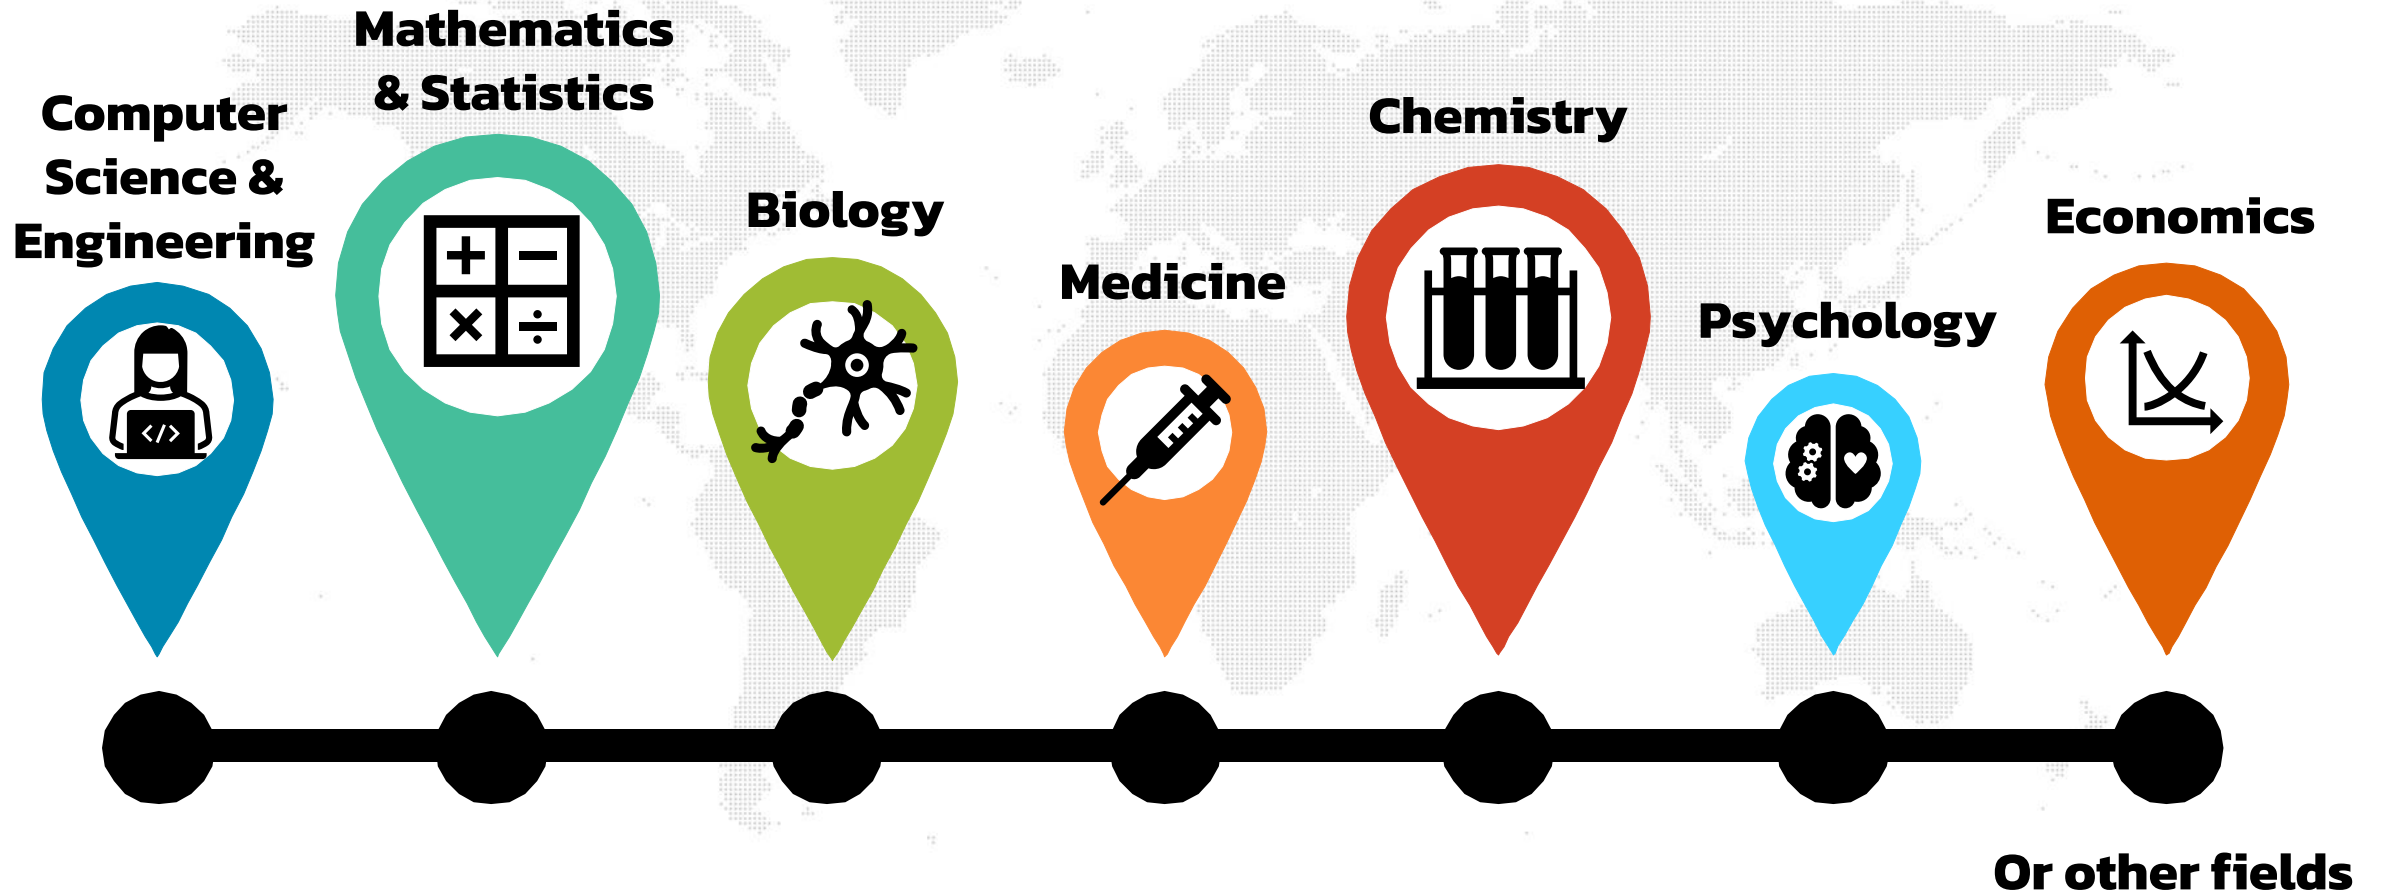 Computer
Science &
Engineering
Mathematics
& Statistics
Biology
Medicine
Chemistry
Psychology
Economics
</>
Or other fields